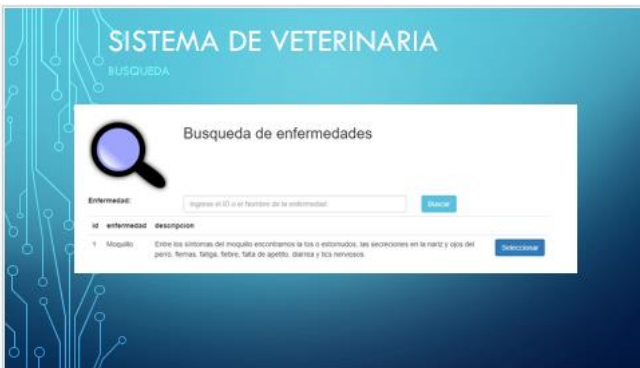 SISTEMA DE VETERINARIA
BUSQUEDA
Busqueda de enfermedades
Enfermedad:
Ingrese el ID o el Nombre de la enfermedad
Buscar
id enfermedad descripcion
1 Moquillo Entre los sintomas del moquillo encontramos la tos o estornudos, las secreciones en la nariz y ojos del
perro, flemas, fatiga, fiebre, falta de apetito, diarrea y tics nerviosos
Seleccionar